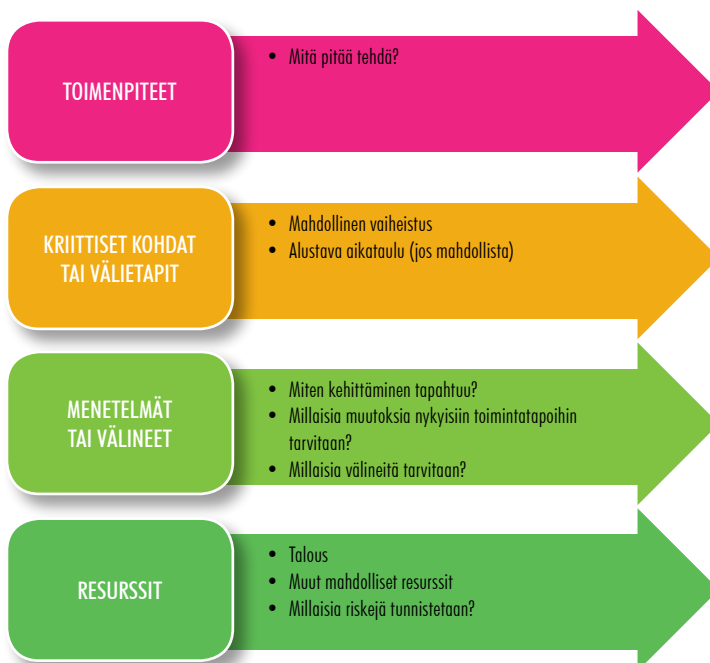 TOIMENPITEET
• Mitä pitää tehdä?
KRIITTISET KOHDAT
TAI VÄLIETAPIT
• Mahdollinen vaiheistus
• Alustava aikataulu (jos mahdollista)
MENETELMÄT
TAI VÄLINEET
• Miten kehittäminen tapahtuu?
• Millaisia muutoksia nykyisiin toimintatapoihin
tarvitaan?
• Millaisia välineitä tarvitaan?
RESURSSIT
• Talous
• Muut mahdolliset resurssit
• Millaisia riskejä tunnistetaan?